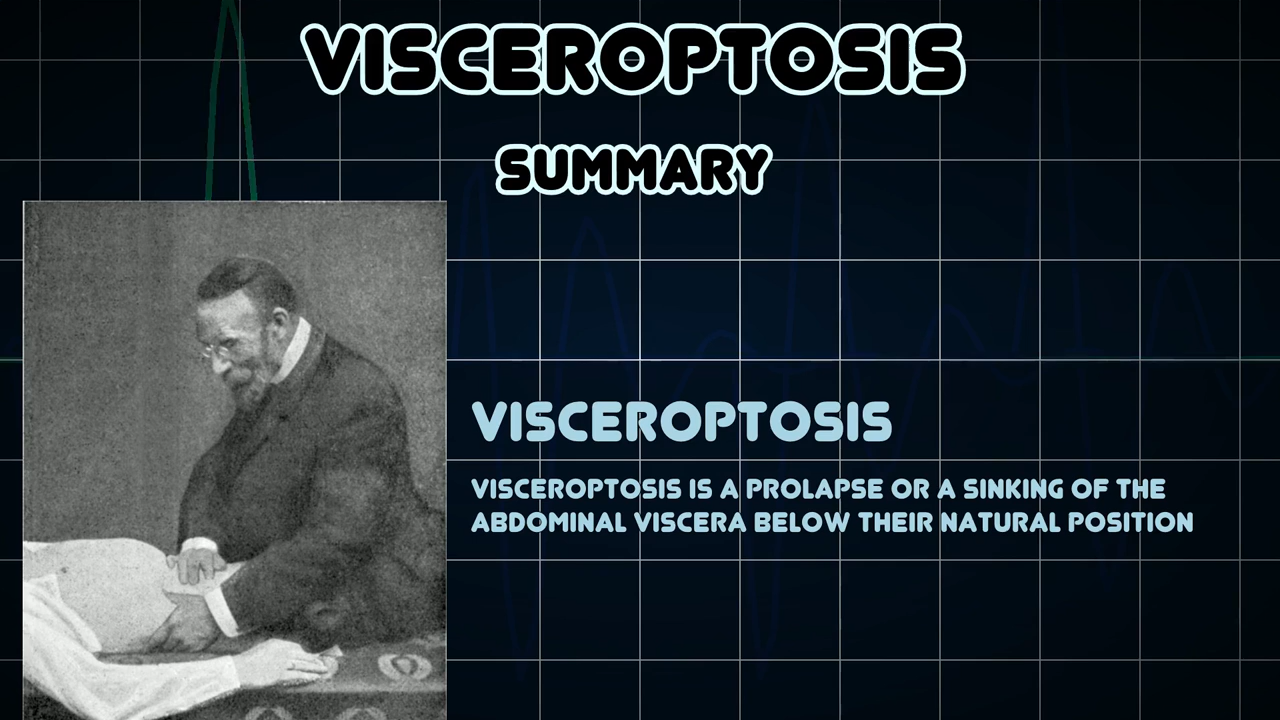 VISCEROPTOSIS
SUMMARY
VISCEROPTOSIS
VISCEROPTOSIS IS A PROLAPSE OR A SINKING OF THE
ABDOMINAL VISCERA BELOW THEIR NATURAL POSITION